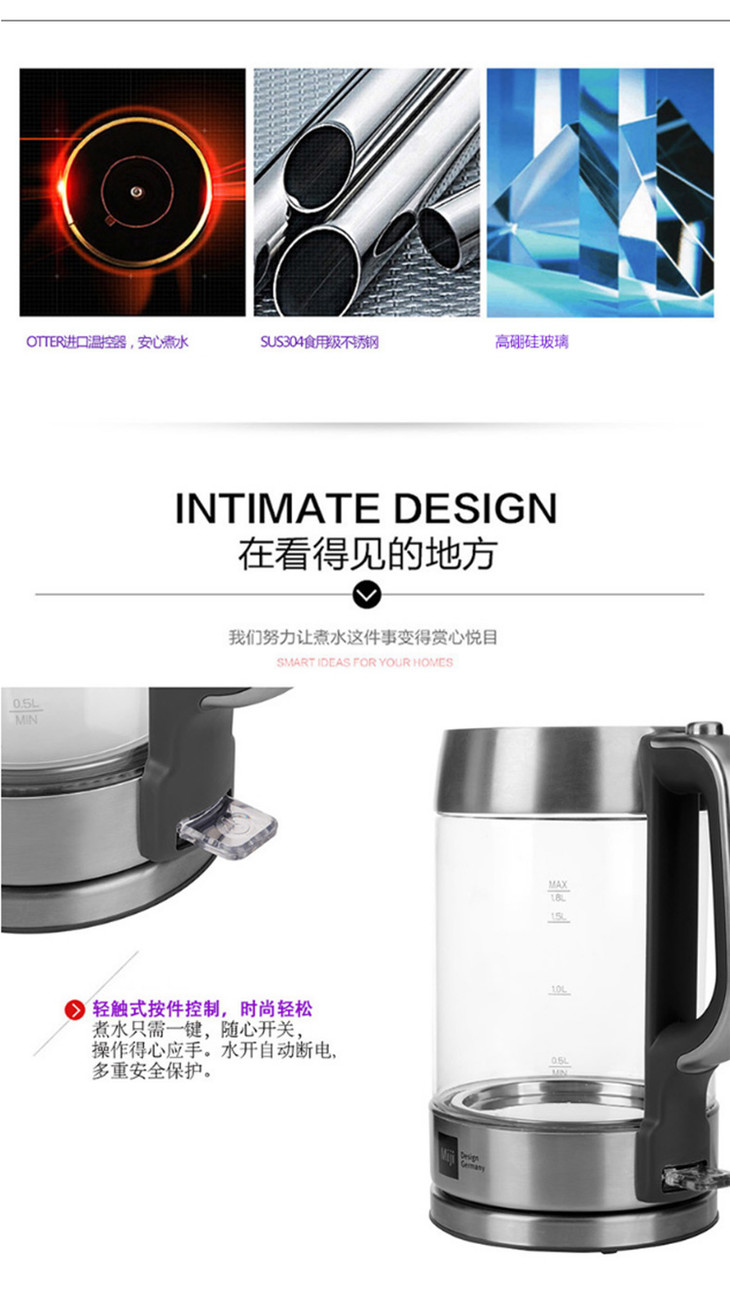 OTTER进口温控器，安心煮水
SUS304食用级不锈钢
高硼硅玻璃
INTIMATE DESIGN
在看得见的地方
我们努力让煮水这件事变得赏心悦目
SMART IDEAS FOR YOUR HOMES
0.5L
MIN
MAX
1.8L
1.5L
1.0L
0.5L
MIN
轻触式按件控制，时尚轻松
煮水只需一键，随心开关，
操作得心应手。水开自动断电,
多重安全保护。
Miji
Design
Germany